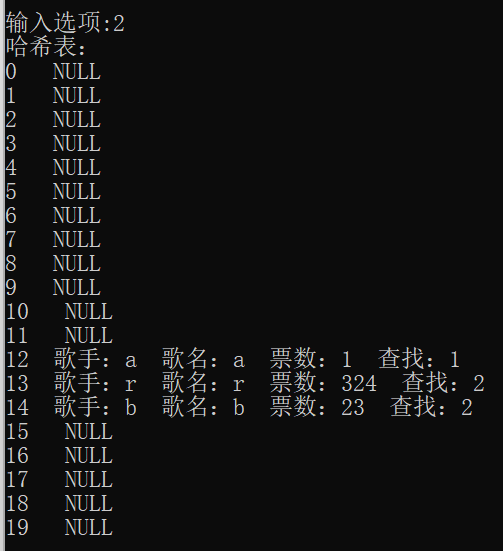 输入选项:2
哈希表：
0   NULL
1   NULL
2   NULL
3   NULL
4   NULL
5   NULL
6   NULL
7   NULL
8   NULL
9   NULL
10   NULL
11   NULL
12  歌手：a  歌名：a  票数：1  查找：1
13  歌手：r  歌名：r  票数：324  查找：2
14  歌手：b  歌名：b  票数：23  查找：2
15   NULL
16   NULL
17   NULL
18   NULL
19   NULL